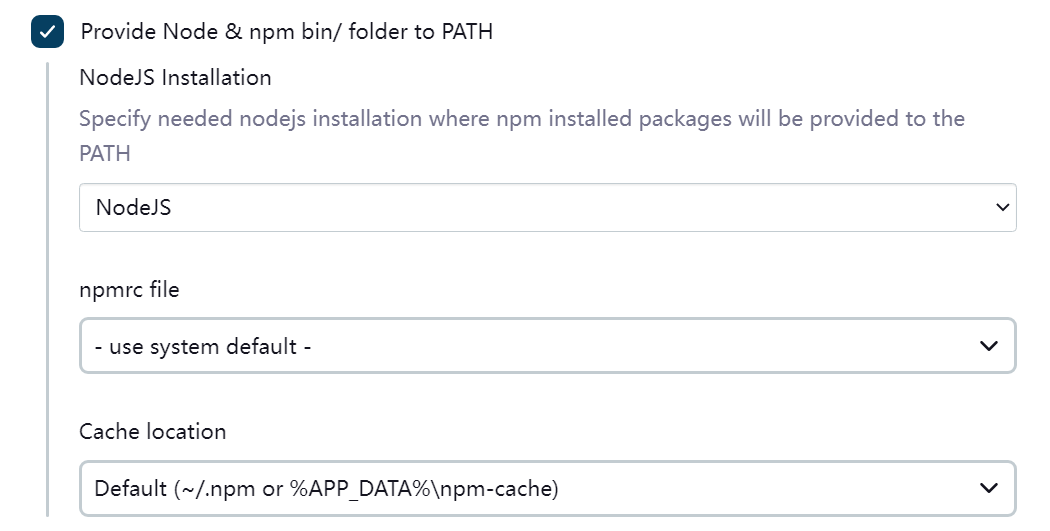 Provide Node & npm bin/ folder to PATH
NodeJS Installation
Specify needed nodejs installation where npm installed packages will be provided to the
PATH
NodeJS
npmrc file
- use system default -
Cache location
Default (~/.npm or %APP_DATA%\npm-cache)